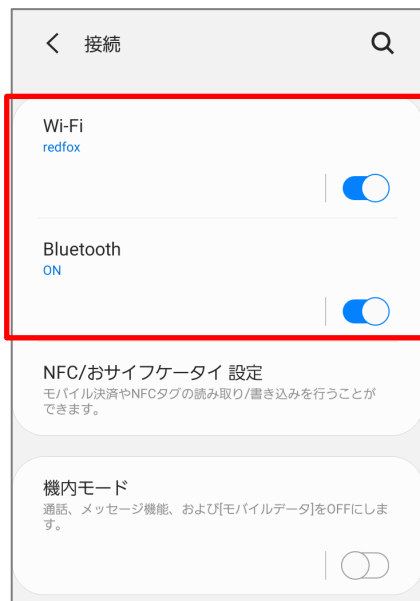 接続
Wi-Fi
redfox
Bluetooth
ON
NFC/おサイフケータイ 設定
モバイル決済やNFCタグの読み取り/書き込みを行うことが
できます。
機内モード
通話、メッセージ機能、および[モバイルデータ]をOFFにしま
す。